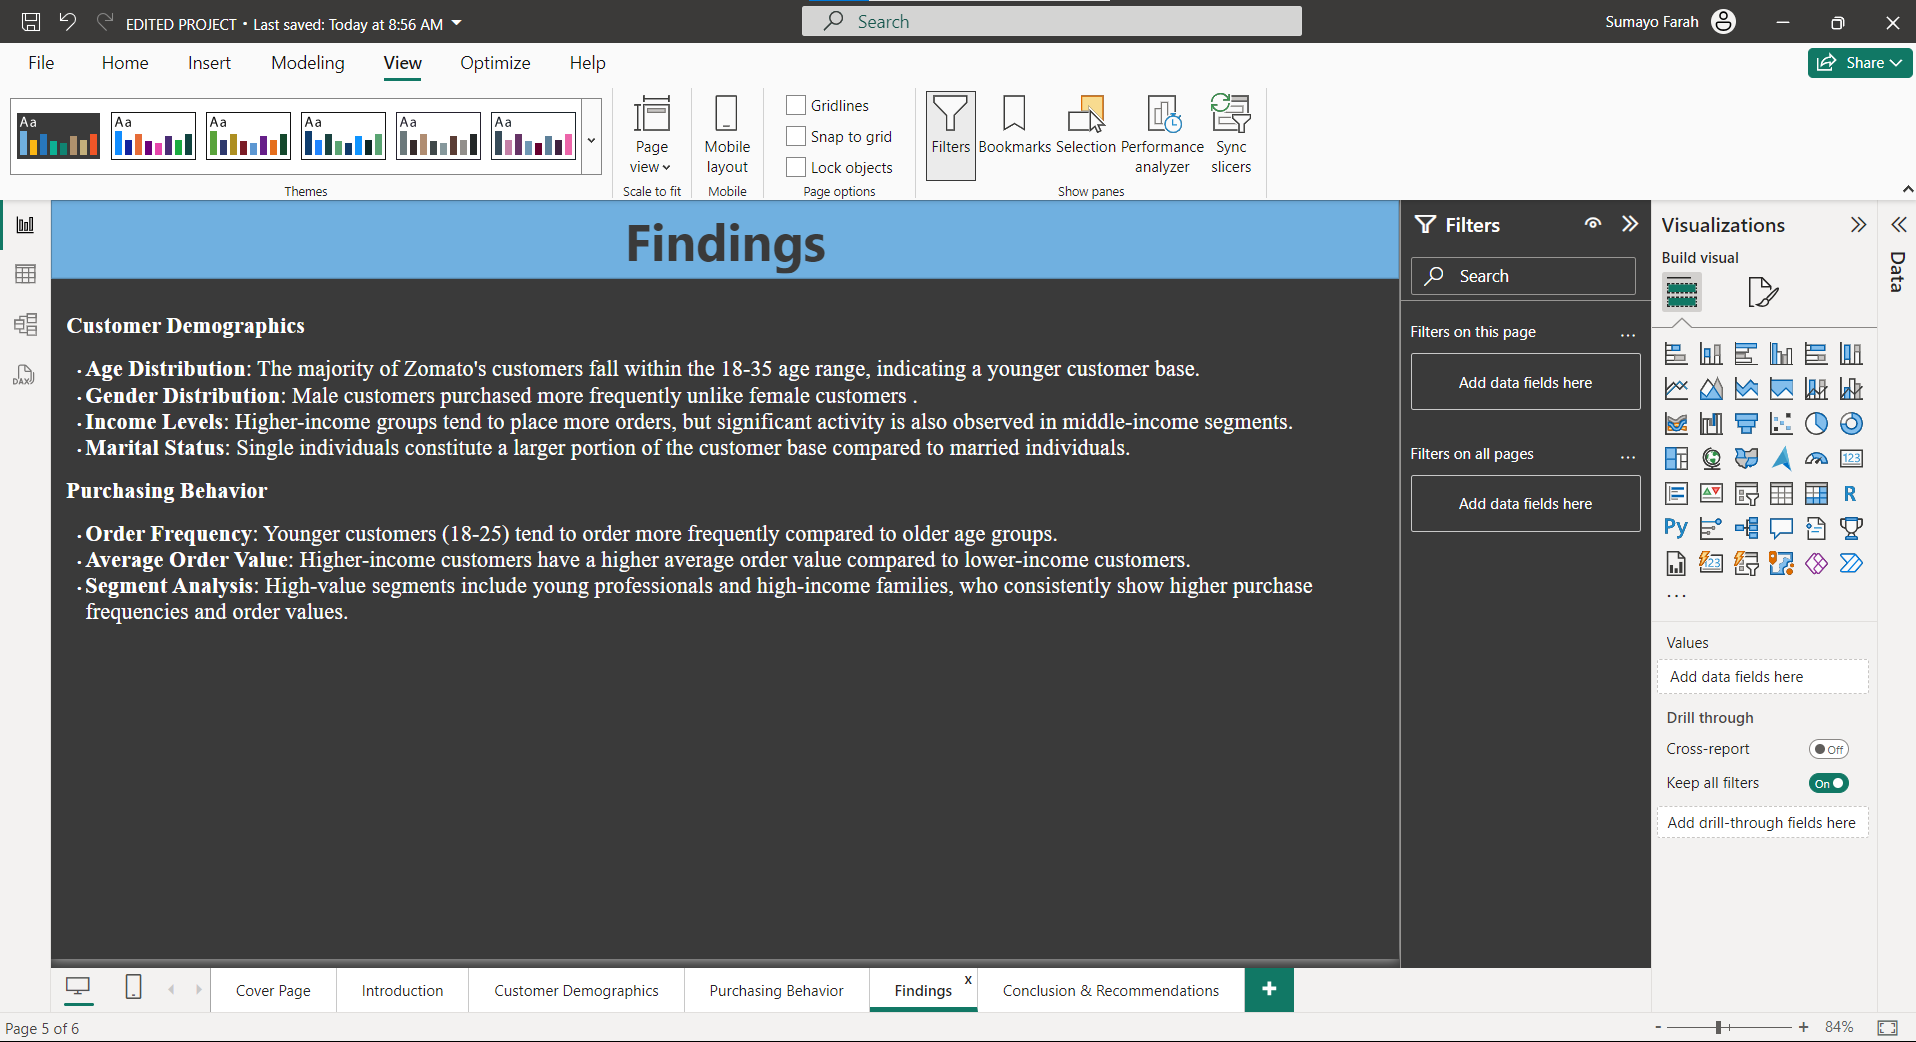 EDITED PROJECT • Last saved: Today at 8:56 AM
Search
Sumayo Farah
File Home Insert Modeling View Optimize Help
Share
Aa Aa Aa Aa Aa Aa
Themes
Page view
Scale to fit
Mobile layout
Mobile
Gridlines
Snap to grid
Lock objects
Page options
Filters
Bookmarks
Selection
Performance analyzer
Sync slicers
Show panes
Findings
Customer Demographics
· Age Distribution: The majority of Zomato's customers fall within the 18-35 age range, indicating a younger customer base.
· Gender Distribution: Male customers purchased more frequently unlike female customers .
· Income Levels: Higher-income groups tend to place more orders, but significant activity is also observed in middle-income segments.
· Marital Status: Single individuals constitute a larger portion of the customer base compared to married individuals.
Purchasing Behavior
· Order Frequency: Younger customers (18-25) tend to order more frequently compared to older age groups.
· Average Order Value: Higher-income customers have a higher average order value compared to lower-income customers.
· Segment Analysis: High-value segments include young professionals and high-income families, who consistently show higher purchase
frequencies and order values.
Filters
Search
Filters on this page ...
Add data fields here
Filters on all pages ...
Add data fields here
Visualizations
Build visual
123
R
Py
123
...
Values
Add data fields here
Drill through
Cross-report Off
Keep all filters On
Add drill-through fields here
Data
DAX
Cover Page
Introduction
Customer Demographics
Purchasing Behavior
Findings x
Conclusion & Recommendations
+
Page 5 of 6
- + 84%